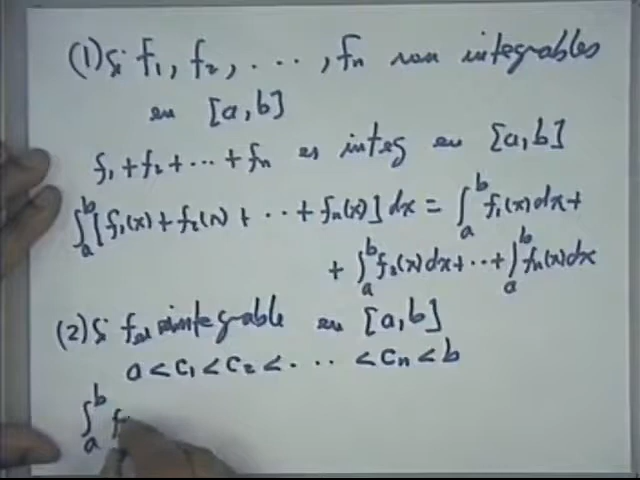 (1) Si f₁, f₂, . . . , fₙ son integrables
en [a,b]
f₁ + f₂ + ··· + fₙ es integ en [a,b]
∫ₐᵇ [f₁(x) + f₂(x) + ··· + fₙ(x)] dx = ∫ₐᵇ f₁(x)dx +
+ ∫ₐᵇ f₂(x)dx + ·· + ∫ₐᵇ fₙ(x)dx
(2) Si f es integrable en [a,b]
a < c₁ < c₂ < . ·· < cₙ < b
∫ₐᵇ f